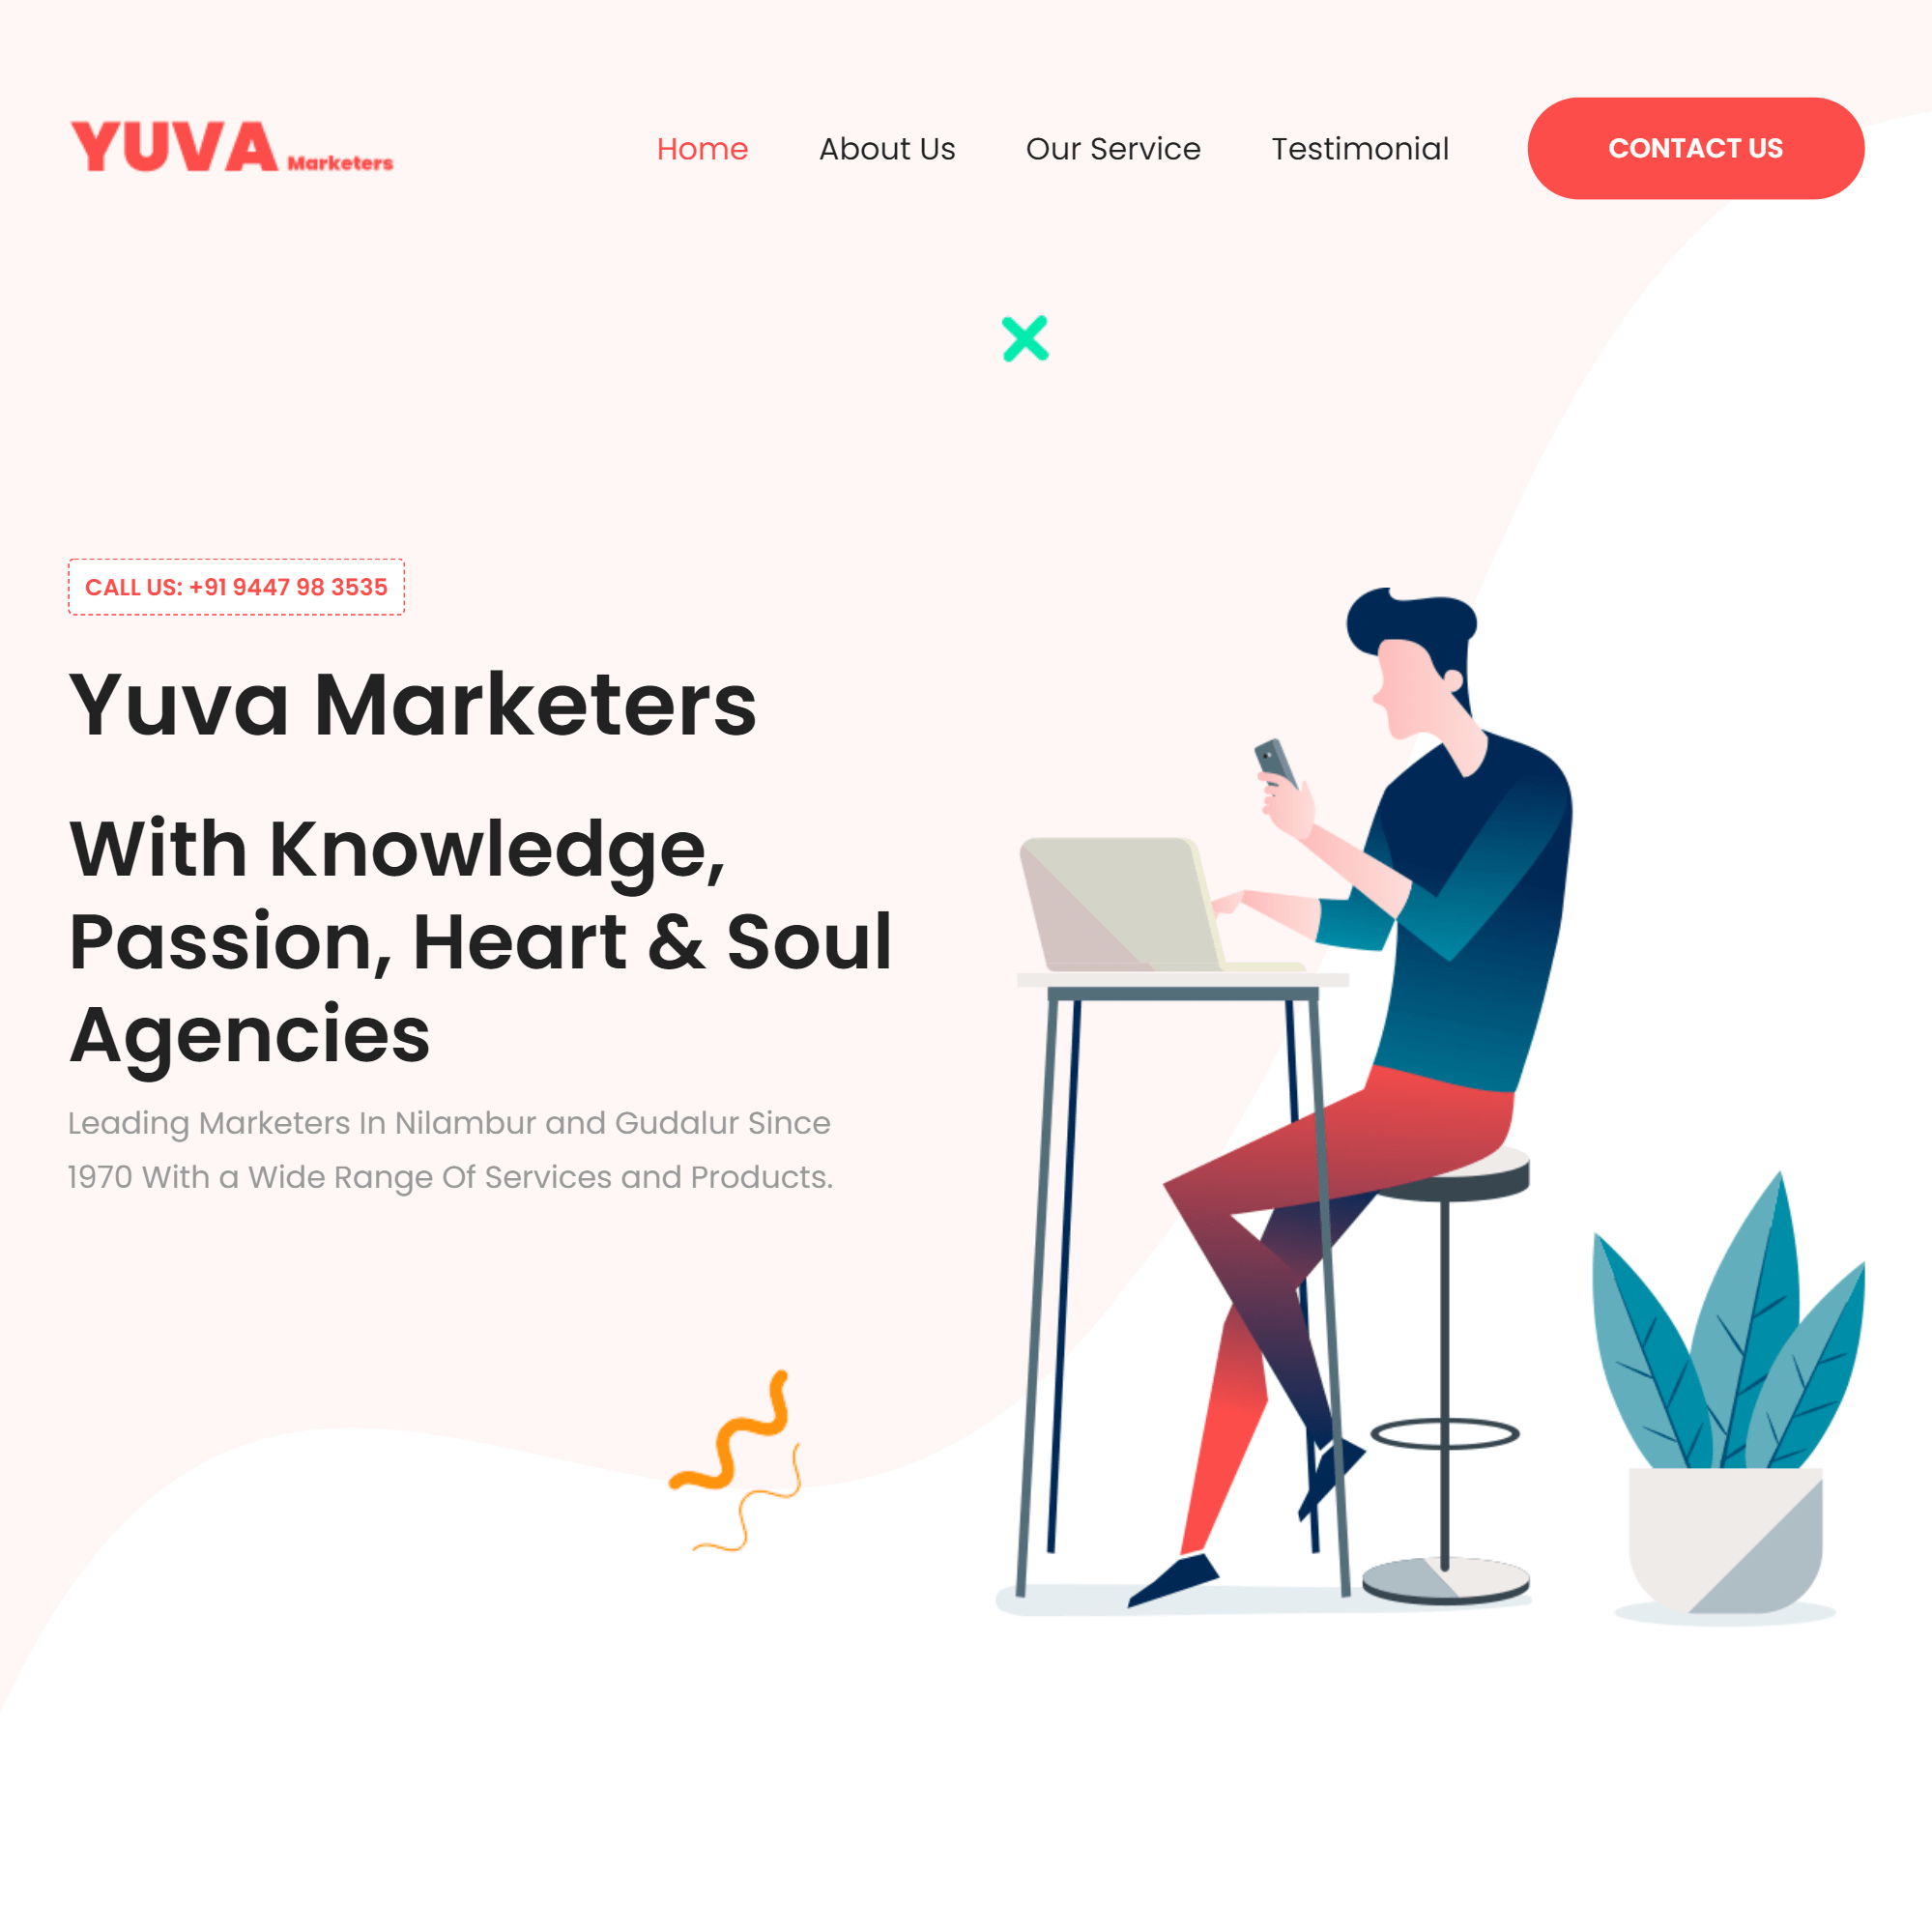 YUVA Marketers
Home About Us Our Service Testimonial CONTACT US
CALL US: +91 9447 98 3535
Yuva Marketers
With Knowledge,
Passion, Heart & Soul
Agencies
Leading Marketers In Nilambur and Gudalur Since
1970 With a Wide Range Of Services and Products.